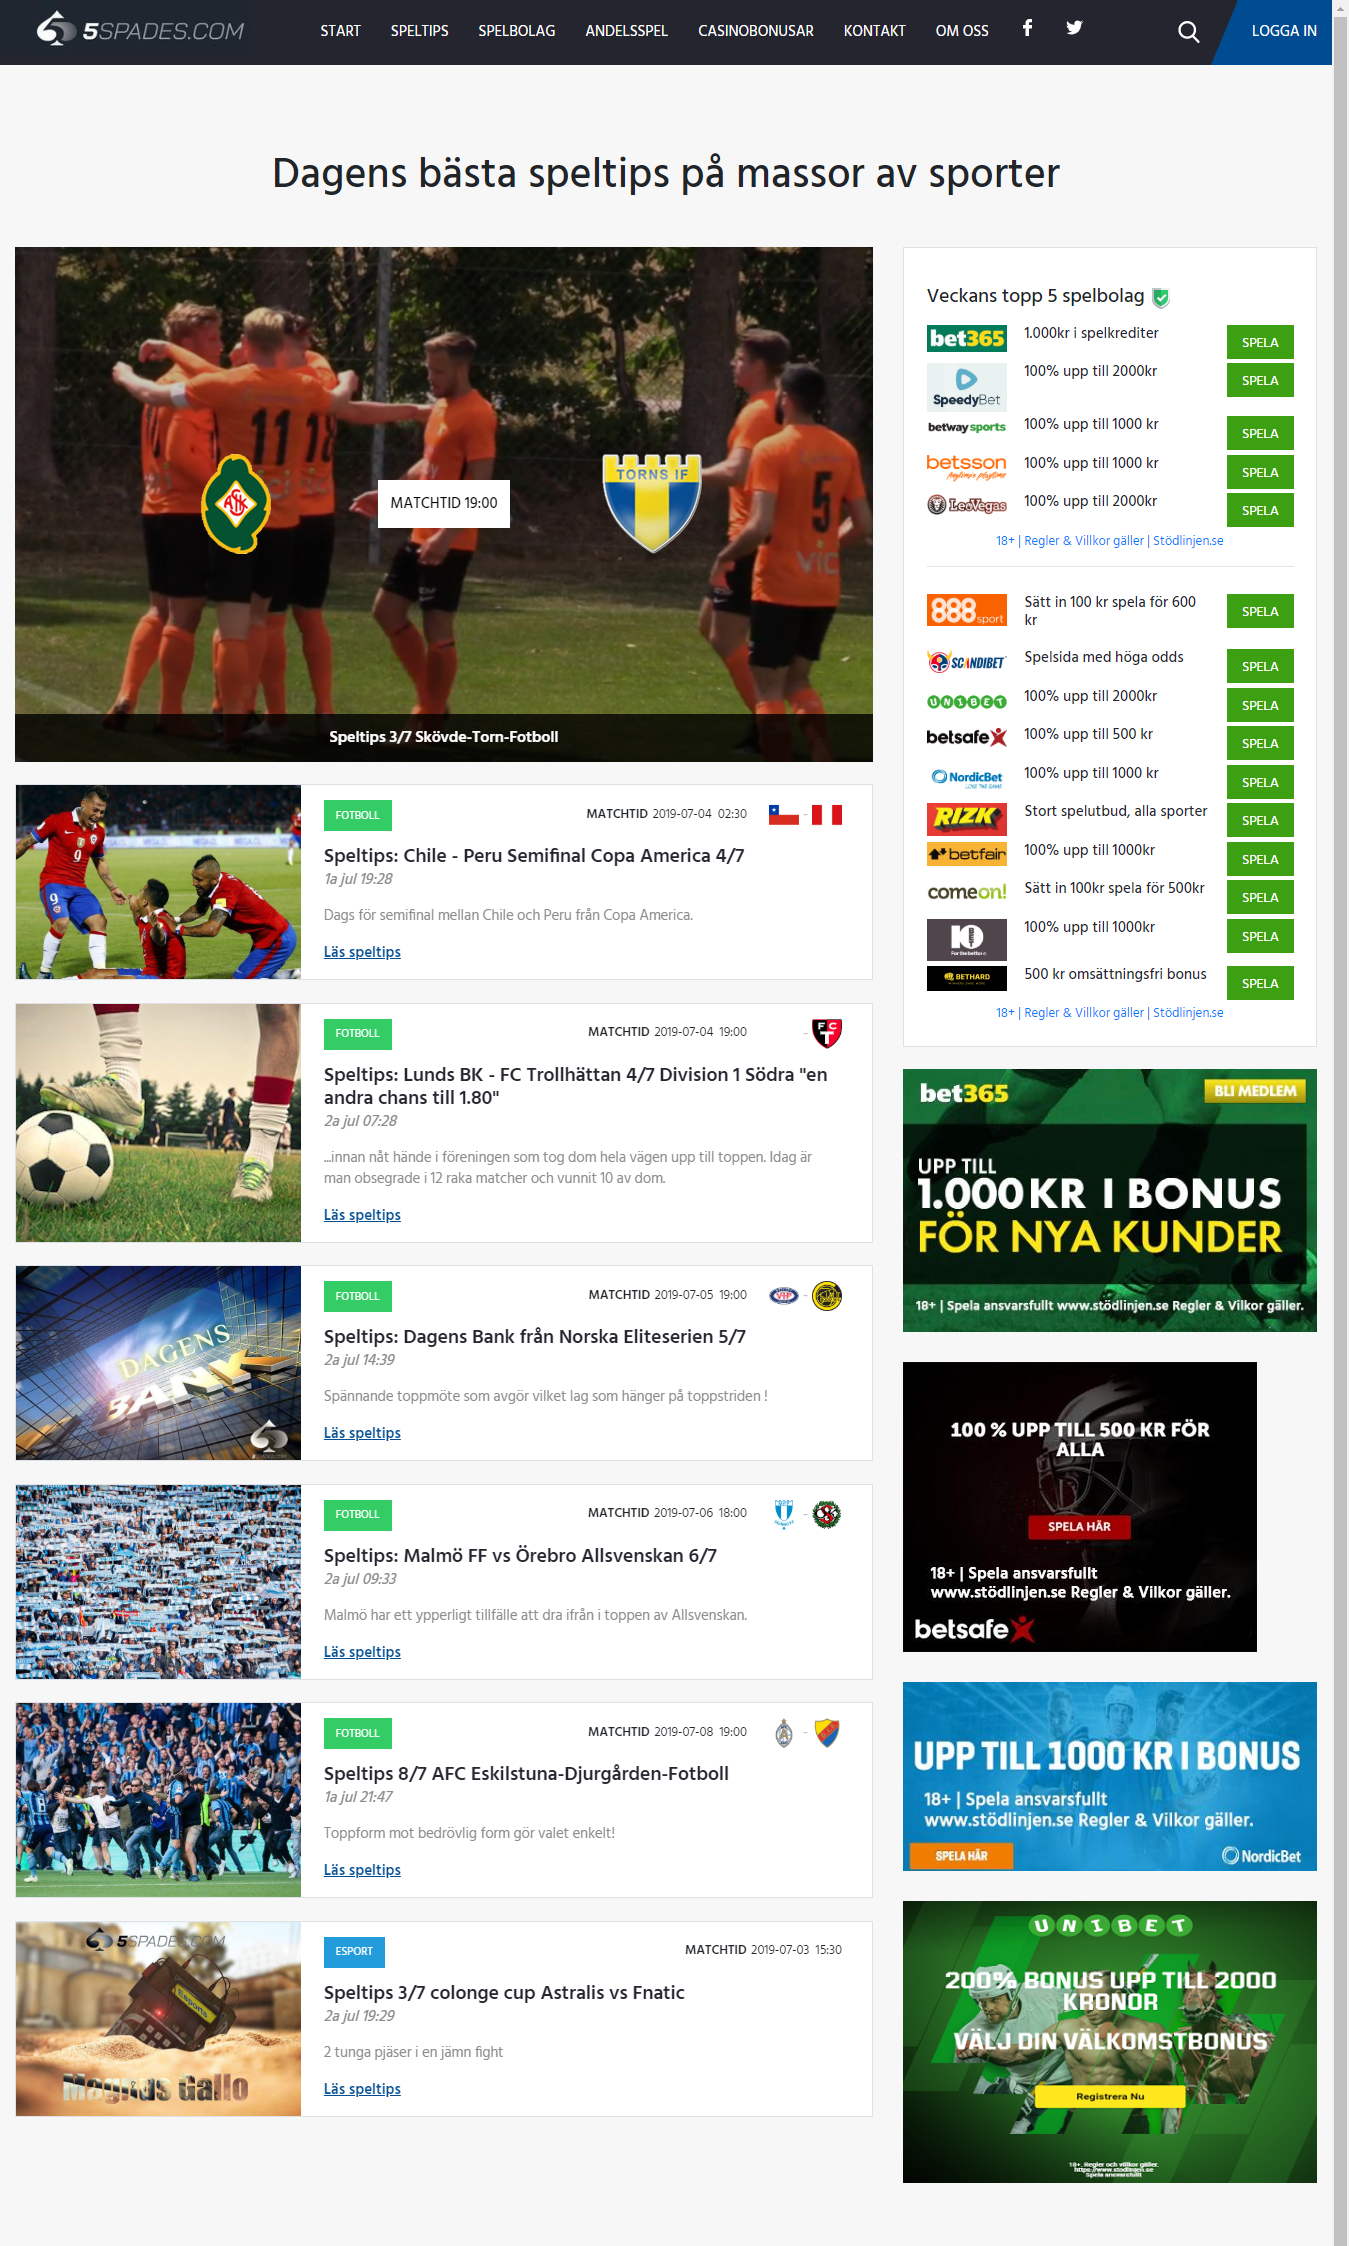 5SPADES.COM
START SPELTIPS SPELBOLAG ANDELSSPEL CASINOBONUSAR KONTAKT OM OSS LOGGA IN
Dagens bästa speltips på massor av sporter
TORNS IF
MATCHTID 19:00
Speltips 3/7 Skövde-Torn-Fotboll
FOTBOLL
MATCHTID 2019-07-04 02:30
-
Speltips: Chile - Peru Semifinal Copa America 4/7
1a jul 19:28
Dags för semifinal mellan Chile och Peru från Copa America.
Läs speltips
FOTBOLL
MATCHTID 2019-07-04 19:00
-
Speltips: Lunds BK - FC Trollhättan 4/7 Division 1 Södra "en
andra chans till 1.80"
2a jul 07:28
...innan nåt hände i föreningen som tog dom hela vägen upp till toppen. Idag är
man obsegrade i 12 raka matcher och vunnit 10 av dom.
Läs speltips
DAGENS
BANK
FOTBOLL
MATCHTID 2019-07-05 19:00
-
Speltips: Dagens Bank från Norska Eliteserien 5/7
2a jul 14:39
Spännande toppmöte som avgör vilket lag som hänger på toppstriden !
Läs speltips
FOTBOLL
MATCHTID 2019-07-06 18:00
-
Speltips: Malmö FF vs Örebro Allsvenskan 6/7
2a jul 09:33
Malmö har ett ypperligt tillfälle att dra ifrån i toppen av Allsvenskan.
Läs speltips
FOTBOLL
MATCHTID 2019-07-08 19:00
-
Speltips 8/7 AFC Eskilstuna-Djurgården-Fotboll
1a jul 21:47
Toppform mot bedrövlig form gör valet enkelt!
Läs speltips
5SPADES.COM
Esports
Magnus Gallo
ESPORT
MATCHTID 2019-07-03 15:30
Speltips 3/7 colonge cup Astralis vs Fnatic
2a jul 19:29
2 tunga pjäser i en jämn fight
Läs speltips
Veckans topp 5 spelbolag
bet365 1.000kr i spelkrediter SPELA
SpeedyBet 100% upp till 2000kr SPELA
betway sports 100% upp till 1000 kr SPELA
betsson 100% upp till 1000 kr SPELA
LeoVegas 100% upp till 2000kr SPELA
18+ | Regler & Villkor gäller | Stödlinjen.se
888sport Sätt in 100 kr spela för 600
kr SPELA
SCANDIBET Spelsida med höga odds SPELA
UNIBET 100% upp till 2000kr SPELA
betsafe 100% upp till 500 kr SPELA
NordicBet 100% upp till 1000 kr SPELA
RIZK Stort spelutbud, alla sporter SPELA
betfair 100% upp till 1000kr SPELA
comeon! Sätt in 100kr spela för 500kr SPELA
10BET 100% upp till 1000kr SPELA
BETHARD 500 kr omsättningsfri bonus SPELA
18+ | Regler & Villkor gäller | Stödlinjen.se
bet365 BLI MEDLEM
UPP TILL
1.000 KR I BONUS
FÖR NYA KUNDER
18+ | Spela ansvarsfullt www.stödlinjen.se Regler & Vilkor gäller.
100 % UPP TILL 500 KR FÖR
ALLA
SPELA HÄR
18+ | Spela ansvarsfullt
www.stödlinjen.se Regler & Vilkor gäller.
betsafe
UPP TILL 1000 KR I BONUS
18+ | Spela ansvarsfullt
www.stödlinjen.se Regler & Vilkor gäller.
SPELA HÄR NordicBet
UNIBET
200% BONUS UPP TILL 2000
KRONOR
VÄLJ DIN VÄLKOMSTBONUS
Registrera Nu
18+. Regler och villkor gäller.
https://www.stodlinjen.se
Spela ansvarsfullt